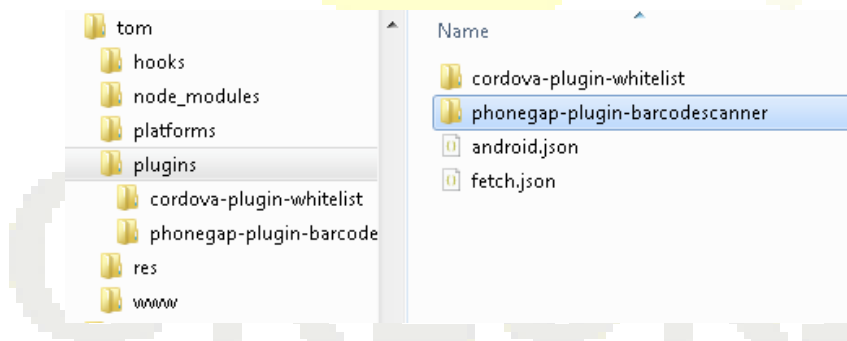 tom
hooks
node_modules
platforms
plugins
cordova-plugin-whitelist
phonegap-plugin-barcode
res
www
Name
cordova-plugin-whitelist
phonegap-plugin-barcodescanner
android.json
fetch.json